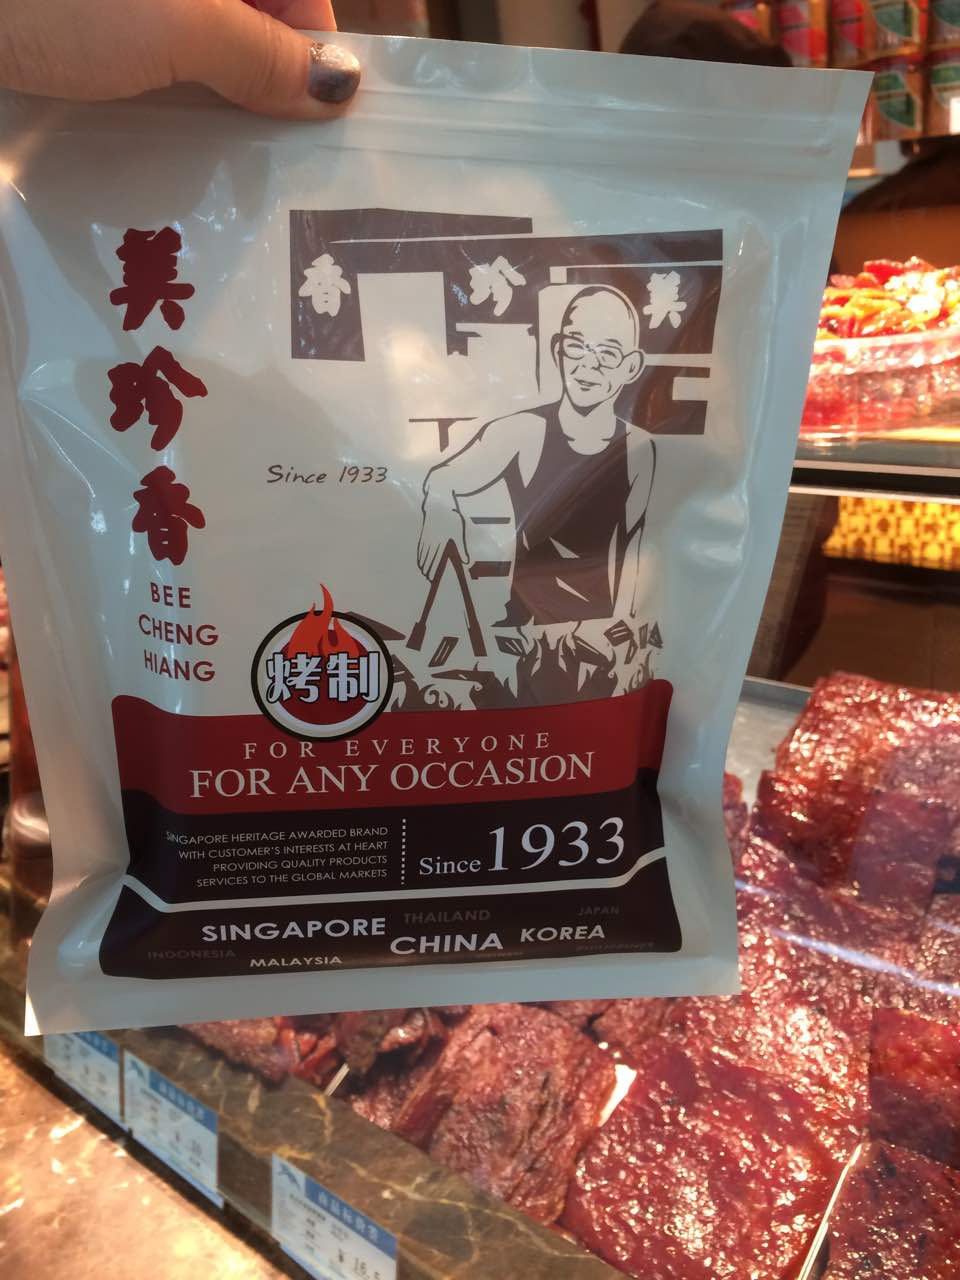 美珍香
BEE
CHENG
HIANG
香 珍 美
Since 1933
烤制
FOR EVERYONE
FOR ANY OCCASION
SINGAPORE HERITAGE AWARDED BRAND
WITH CUSTOMER'S INTERESTS AT HEART
PROVIDING QUALITY PRODUCTS
SERVICES TO THE GLOBAL MARKETS
Since 1933
SINGAPORE THAILAND JAPAN
INDONESIA MALAYSIA CHINA KOREA PHILIPPINES